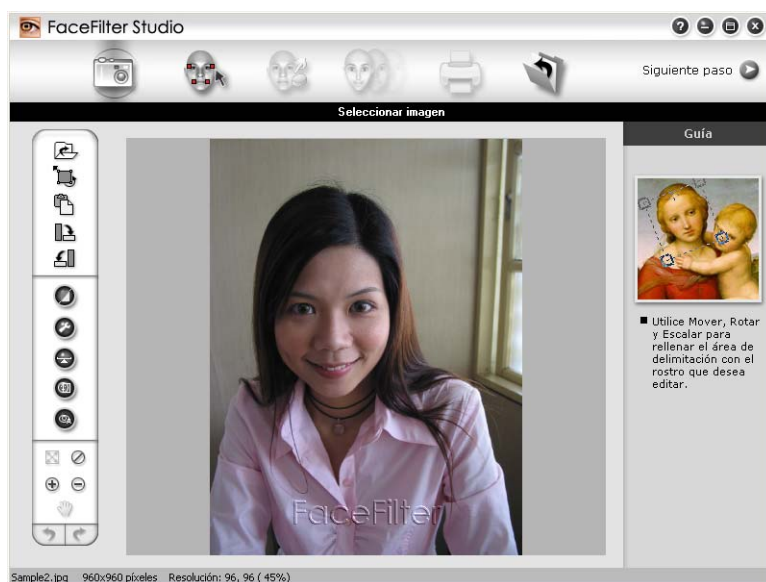 FaceFilter Studio
Siguiente paso
Seleccionar imagen
Guía
Utilice Mover, Rotar
y Escalar para
rellenar el área de
delimitación con el
rostro que desea
editar.
FaceFilter
Sample2.jpg 960x960 píxeles Resolución: 96, 96 ( 45%)